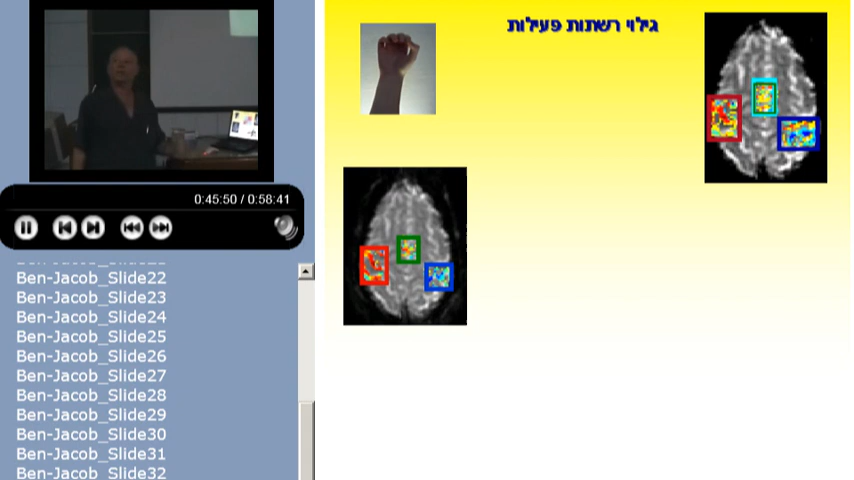 גילוי רשתות פעילות
0:45:50 / 0:58:41
Ben-Jacob_Slide22
Ben-Jacob_Slide23
Ben-Jacob_Slide24
Ben-Jacob_Slide25
Ben-Jacob_Slide26
Ben-Jacob_Slide27
Ben-Jacob_Slide28
Ben-Jacob_Slide29
Ben-Jacob_Slide30
Ben-Jacob_Slide31
Ben-Jacob_Slide32